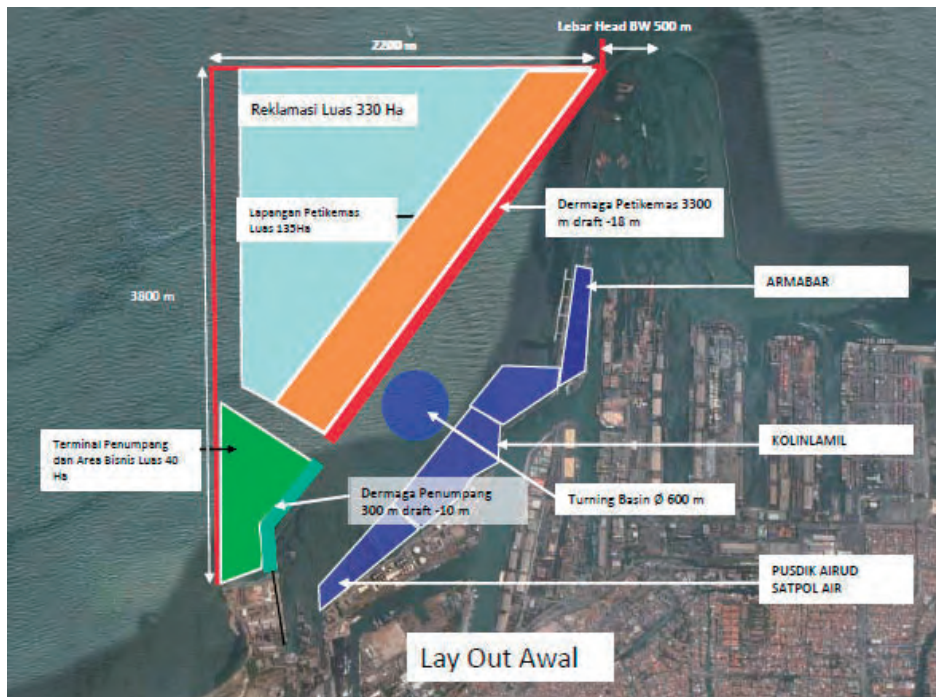 Lebar Head BW 500 m
2200 m
Reklamasi Luas 330 Ha
Lapangan Petikemas
Luas 135Ha
Dermaga Petikemas 3300
m draft -18 m
ARMABAR
3800 m
KOLINLAMIL
Terminal Penumpang
dan Area Bisnis Luas 40
Ha
Dermaga Penumpang
300 m draft -10 m
Turning Basin Ø 600 m
PUSDIK AIRUD
SATPOL AIR
Lay Out Awal